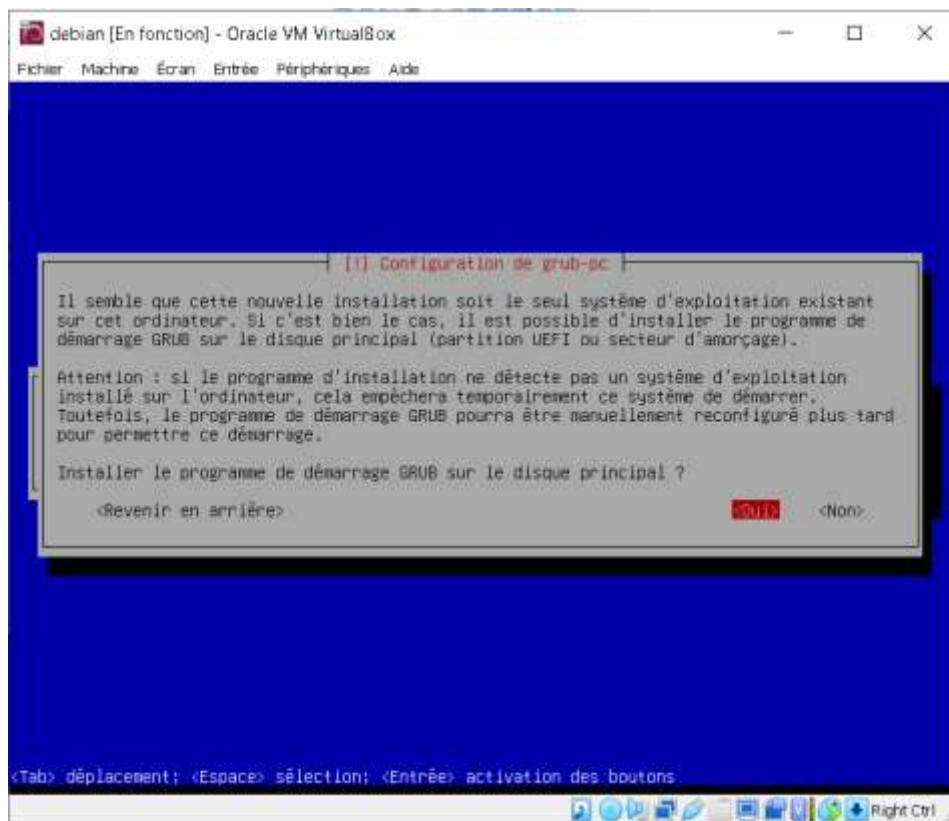 debian [En fonction] - Oracle VM VirtualBox
Fichier Machine Écran Entrée Périphériques Aide
[!] Configuration de grub-pc
Il semble que cette nouvelle installation soit le seul système d'exploitation existant
sur cet ordinateur. Si c'est bien le cas, il est possible d'installer le programme de
démarrage GRUB sur le disque principal (partition UEFI ou secteur d'amorçage).
Attention : si le programme d'installation ne détecte pas un système d'exploitation
installé sur l'ordinateur, cela empêchera temporairement ce système de démarrer.
Toutefois, le programme de démarrage GRUB pourra être manuellement reconfiguré plus tard
pour permettre ce démarrage.
Installer le programme de démarrage GRUB sur le disque principal ?
<Revenir en arrière> <Oui> <Non>
<Tab> déplacement; <Espace> sélection; <Entrée> activation des boutons
Right Ctrl